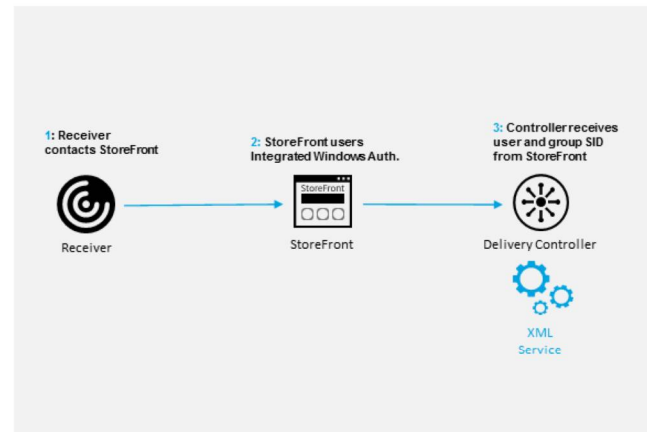 1: Receiver
contacts StoreFront
2: StoreFront users
Integrated Windows Auth.
3: Controller receives
user and group SID
from StoreFront
StoreFront
Receiver
StoreFront
Delivery Controller
XML
Service